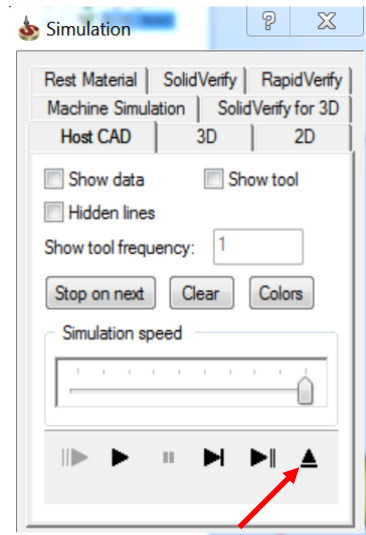 Simulation
Rest Material SolidVerify RapidVerify
Machine Simulation SolidVerify for 3D
Host CAD 3D 2D
Show data Show tool
Hidden lines
Show tool frequency: 1
Stop on next Clear Colors
Simulation speed